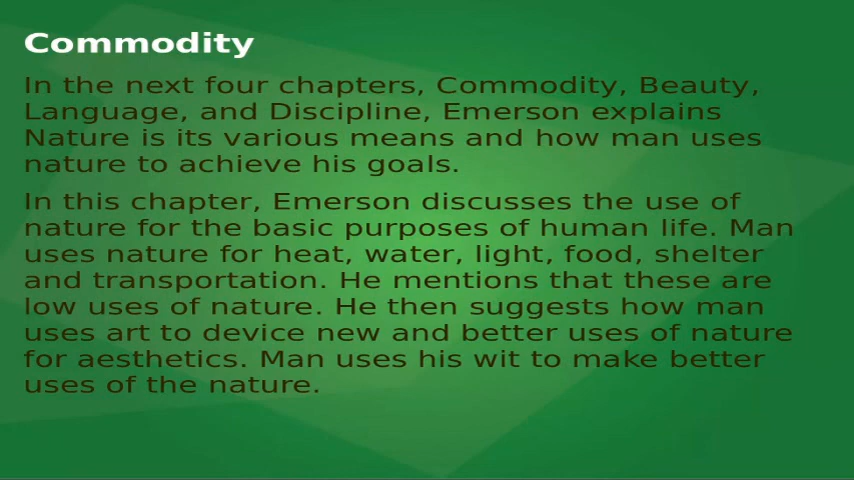 Commodity
In the next four chapters, Commodity, Beauty,
Language, and Discipline, Emerson explains
Nature is its various means and how man uses
nature to achieve his goals.
In this chapter, Emerson discusses the use of
nature for the basic purposes of human life. Man
uses nature for heat, water, light, food, shelter
and transportation. He mentions that these are
low uses of nature. He then suggests how man
uses art to device new and better uses of nature
for aesthetics. Man uses his wit to make better
uses of the nature.